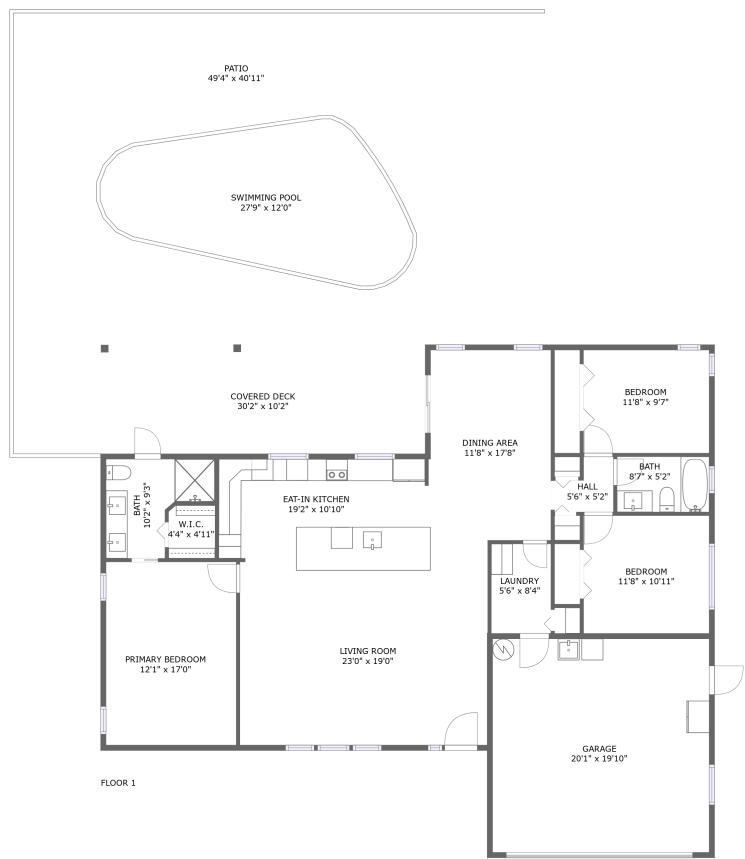 PATIO
49'4" x 40'11"
SWIMMING POOL
27'9" x 12'0"
COVERED DECK
30'2" x 10'2"
BEDROOM
11'8" x 9'7"
DINING AREA
11'8" x 17'8"
BATH
8'7" x 5'2"
HALL
5'6" x 5'2"
BATH
10'2" x 9'3"
W.I.C.
4'4" x 4'11"
EAT-IN KITCHEN
19'2" x 10'10"
BEDROOM
11'8" x 10'11"
LAUNDRY
5'6" x 8'4"
PRIMARY BEDROOM
12'1" x 17'0"
LIVING ROOM
23'0" x 19'0"
GARAGE
20'1" x 19'10"
FLOOR 1